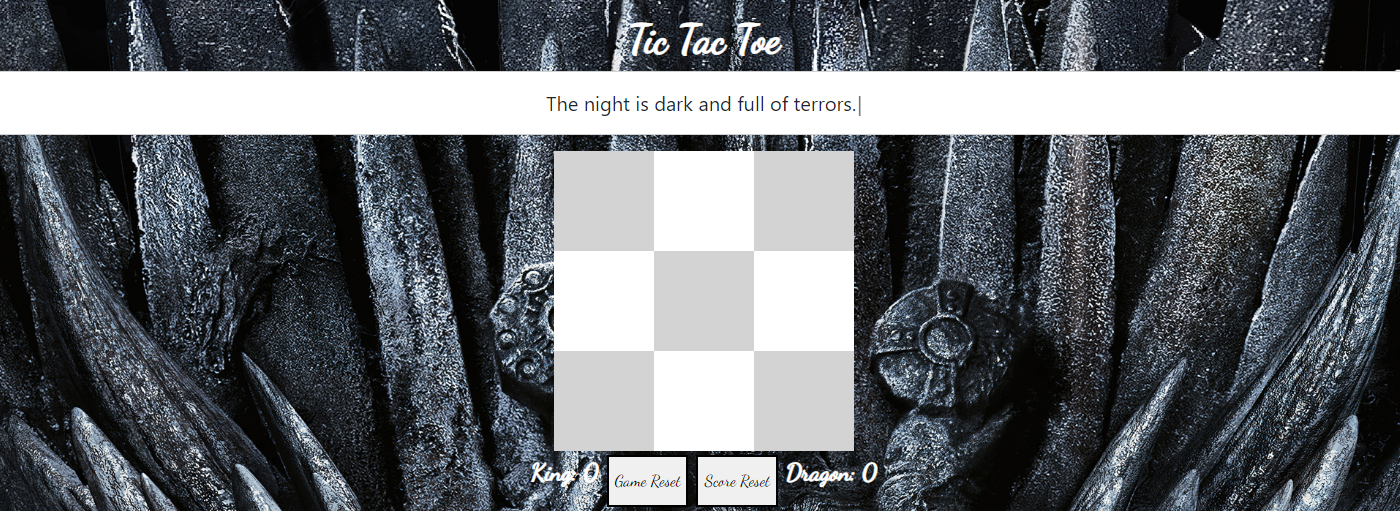 Tic Tac Toe
The night is dark and full of terrors.|
King: 0 Game Reset Score Reset Dragon: 0